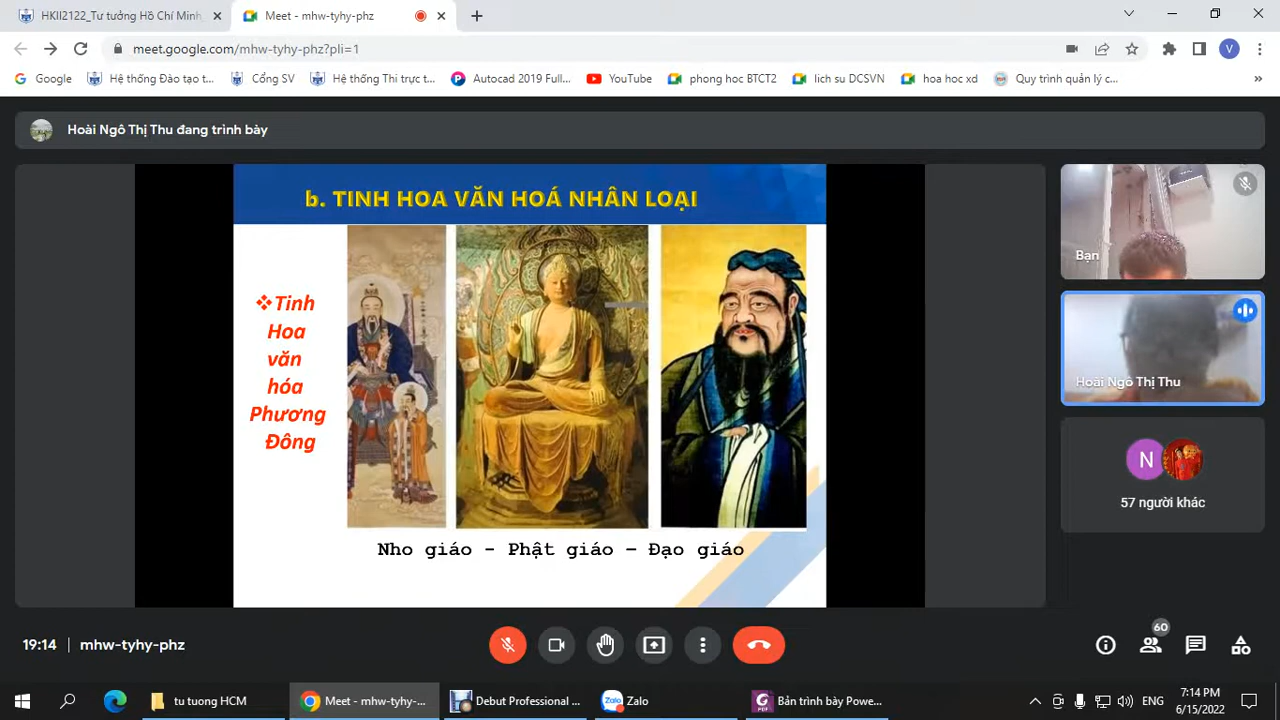 HKII2122_Tư tưởng Hồ Chí Minh
Meet - mhw-tyhy-phz
meet.google.com/mhw-tyhy-phz?pli=1
V
Google
Hệ thống Đào tạo t...
Cổng SV
Hệ thống Thi trực t...
Autocad 2019 Full...
YouTube
phong hoc BTCT2
lich su DCSVN
hoa hoc xd
Quy trình quản lý c...
Hoài Ngô Thị Thu đang trình bày
b. TINH HOA VĂN HOÁ NHÂN LOẠI
❖Tinh
Hoa
văn
hóa
Phương
Đông
Nho giáo - Phật giáo – Đạo giáo
Bạn
Hoài Ngô Thị Thu
N
57 người khác
19:14 | mhw-tyhy-phz
60
tu tuong HCM
Meet - mhw-tyhy-...
Debut Professional ...
Zalo
Zalo
PDF
Bản trình bày Powe...
ENG
7:14 PM
6/15/2022